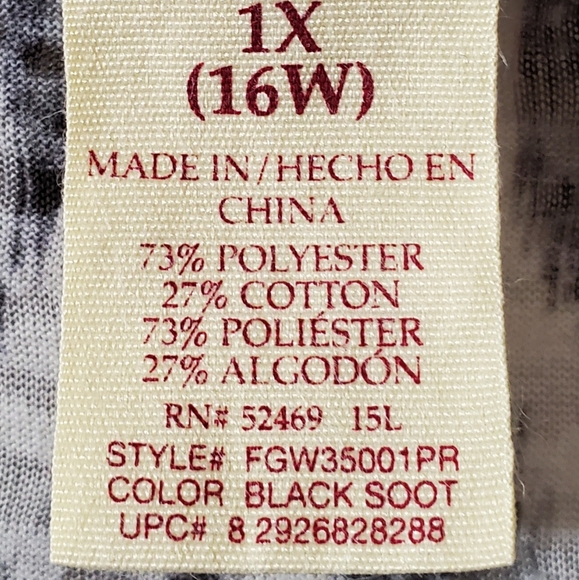 1X
(16W)
MADE IN/HECHO EN
CHINA
73% POLYESTER
27% COTTON
73% POLIÉSTER
27% ALGODÓN
RN# 52469 15L
STYLE# FGW35001PR
COLOR BLACK SOOT
UPC# 8 2926828288